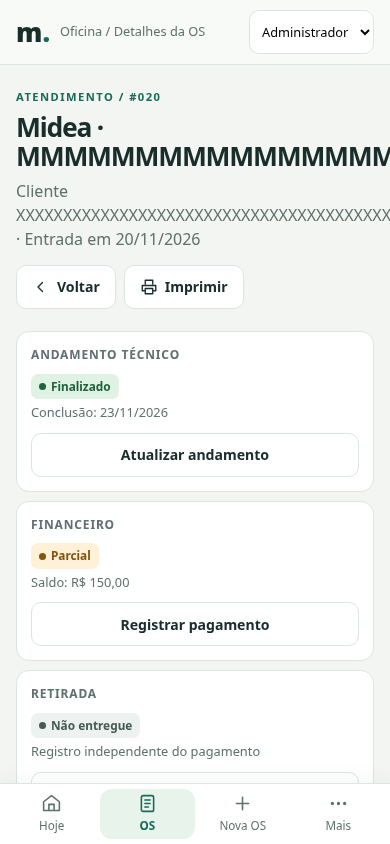 m. Oficina / Detalhes da OS Administrador
ATENDIMENTO / #020
Midea ·
MMMMMMMMMMMMMMMM
Cliente
XXXXXXXXXXXXXXXXXXXXXXXXXXXXXXXXXXXXXXX
· Entrada em 20/11/2026
Voltar Imprimir
ANDAMENTO TÉCNICO
Finalizado
Conclusão: 23/11/2026
Atualizar andamento
FINANCEIRO
Parcial
Saldo: R$ 150,00
Registrar pagamento
RETIRADA
Não entregue
Registro independente do pagamento
Hoje OS Nova OS Mais